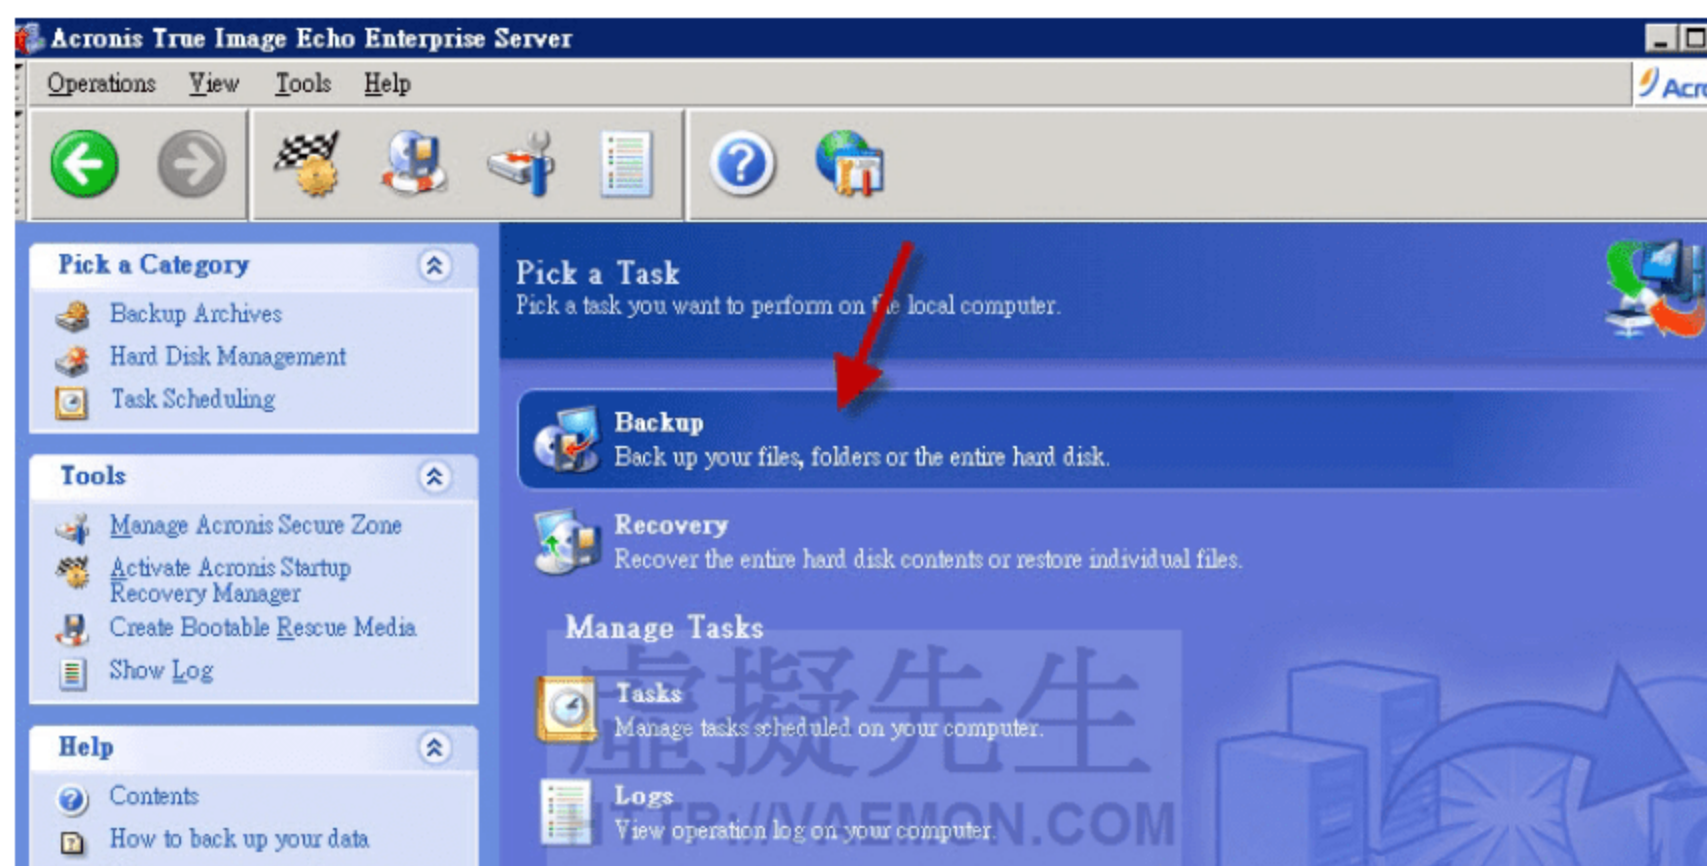 Acronis True Image Echo Enterprise Server
Operations View Tools Help
Acro
Pick a Category
Backup Archives
Hard Disk Management
Task Scheduling
Tools
Manage Acronis Secure Zone
Activate Acronis Startup
Recovery Manager
Create Bootable Rescue Media
Show Log
Help
Contents
How to back up your data
Pick a Task
Pick a task you want to perform on the local computer.
Backup
Back up your files, folders or the entire hard disk.
Recovery
Recover the entire hard disk contents or restore individual files.
Manage Tasks
Tasks
Manage tasks scheduled on your computer.
Logs
View operation log on your computer.
虛擬先生
HTTP://VAEMON.COM